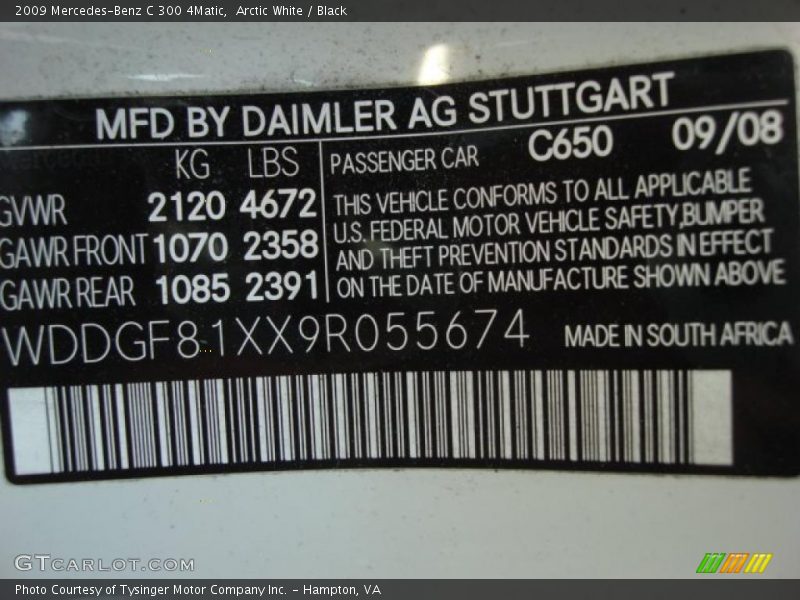 2009 Mercedes-Benz C 300 4Matic, Arctic White / Black
MFD BY DAIMLER AG STUTTGART
KG LBS PASSENGER CAR C650 09/08
GVWR 2120 4672
GAWR FRONT 1070 2358
GAWR REAR 1085 2391
THIS VEHICLE CONFORMS TO ALL APPLICABLE
U.S. FEDERAL MOTOR VEHICLE SAFETY,BUMPER
AND THEFT PREVENTION STANDARDS IN EFFECT
ON THE DATE OF MANUFACTURE SHOWN ABOVE
WDDGF81XX9R055674 MADE IN SOUTH AFRICA
GTCARLOT.COM
Photo Courtesy of Tysinger Motor Company Inc. - Hampton, VA